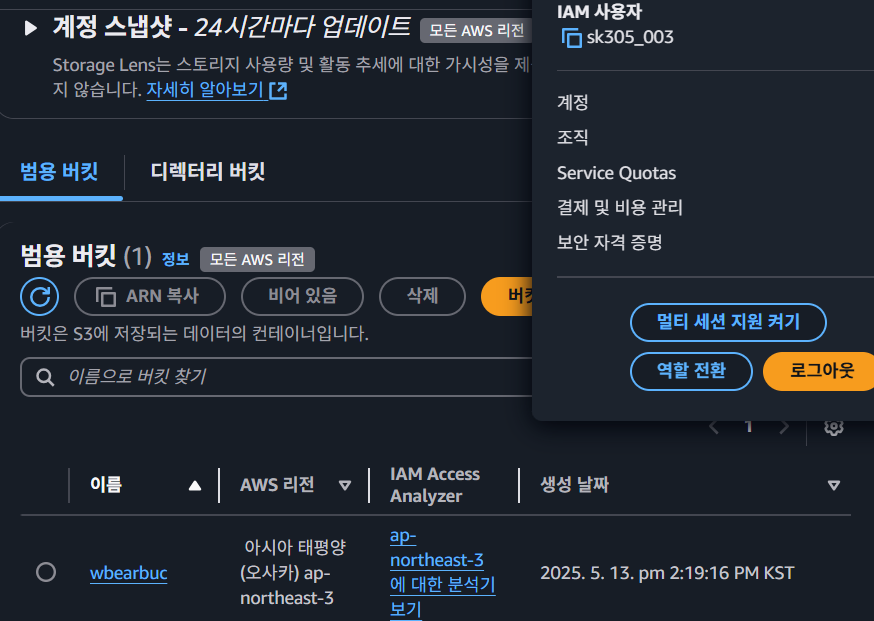 계정 스냅샷 - 24시간마다 업데이트 모든 AWS 리전
Storage Lens는 스토리지 사용량 및 활동 추세에 대한 가시성을 제
지 않습니다. 자세히 알아보기
범용 버킷 디렉터리 버킷
범용 버킷 (1) 정보 모든 AWS 리전
ARN 복사 비어 있음 삭제
버킷은 S3에 저장되는 데이터의 컨테이너입니다.
이름으로 버킷 찾기
IAM 사용자
sk305_003
계정
조직
Service Quotas
결제 및 비용 관리
보안 자격 증명
멀티 세션 지원 켜기
역할 전환 로그아웃
1
이름 AWS 리전 IAM Access
Analyzer 생성 날짜
wbearbuc
아시아 태평양
(오사카) ap-
northeast-3
ap-
northeast-3
에 대한 분석기
보기
2025. 5. 13. pm 2:19:16 PM KST